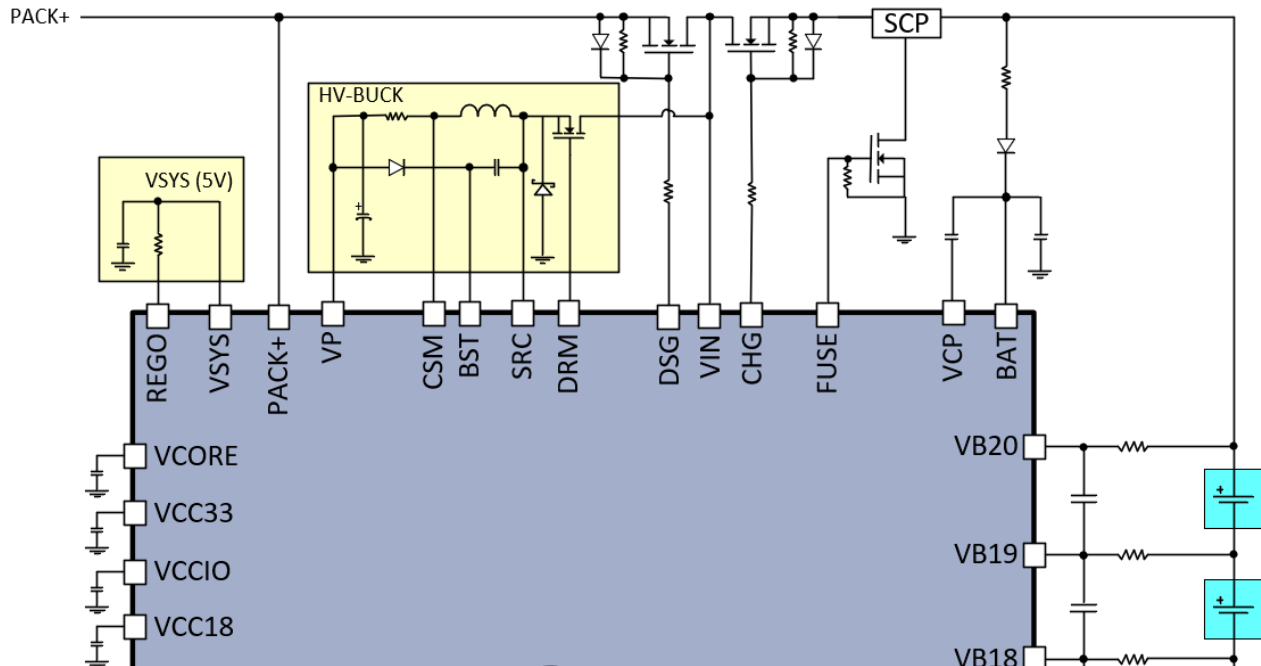 PACK+
SCP
HV-BUCK
VSYS (5V)
+
REGO
VSYS
PACK+
VP
CSM
BST
SRC
DRM
DSG
VIN
CHG
FUSE
VCP
BAT
VCORE
VB20
+
VCC33
VB19
VCCIO
+
VCC18
VB18